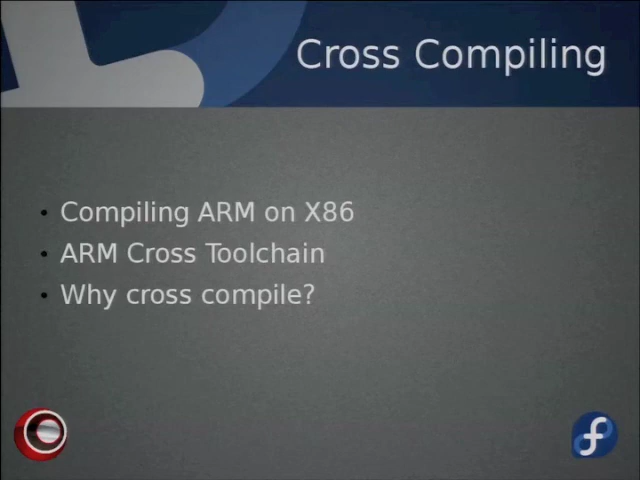 Cross Compiling
• Compiling ARM on X86
• ARM Cross Toolchain
• Why cross compile?